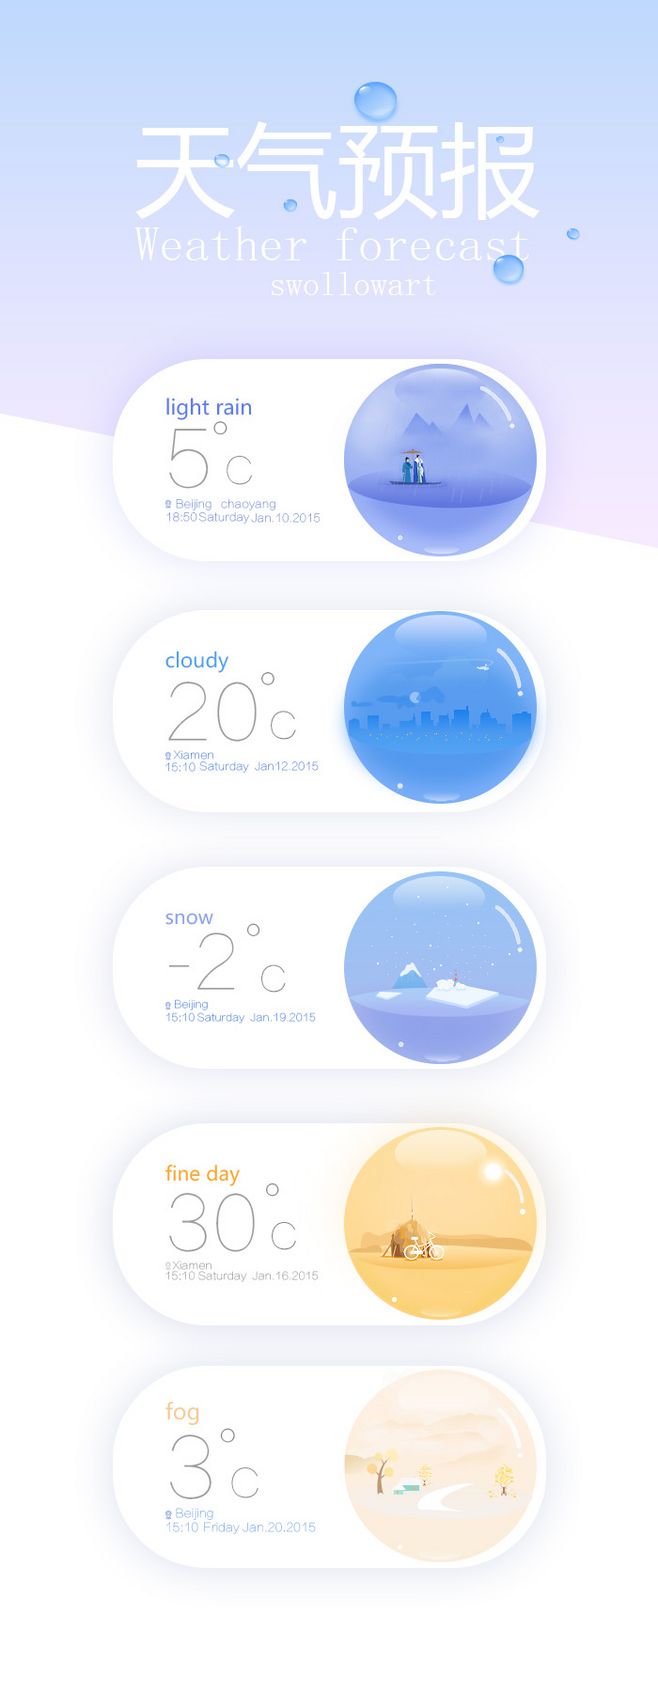 天气预报
Weather forecast
swollowart
light rain
5°C
Beijing chaoyang
18:50 Saturday Jan.10.2015
cloudy
20°C
Xiamen
15:10 Saturday Jan12.2015
snow
-2°C
Beijing
15:10 Saturday Jan.19.2015
fine day
30°C
Xiamen
15:10 Saturday Jan.16.2015
fog
3°C
Beijing
15:10 Friday Jan.20.2015